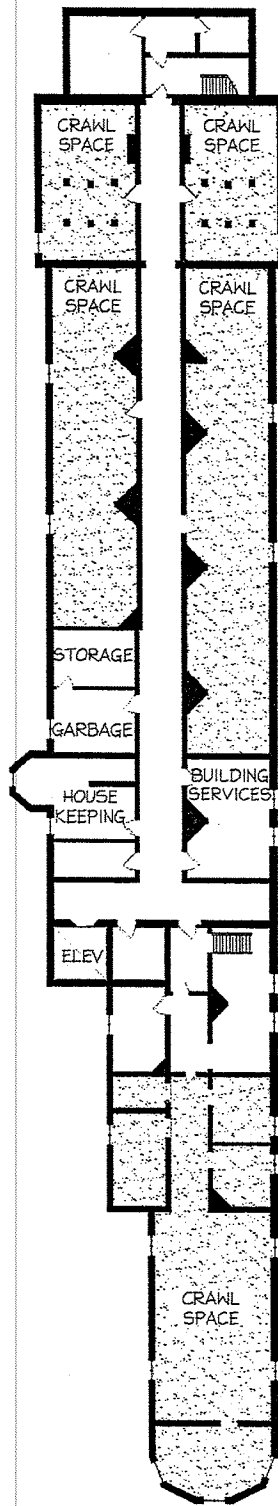 CRAWL
SPACE
CRAWL
SPACE
CRAWL
SPACE
CRAWL
SPACE
STORAGE
GARBAGE
HOUSE
KEEPING
BUILDING
SERVICES
ELEV
CRAWL
SPACE